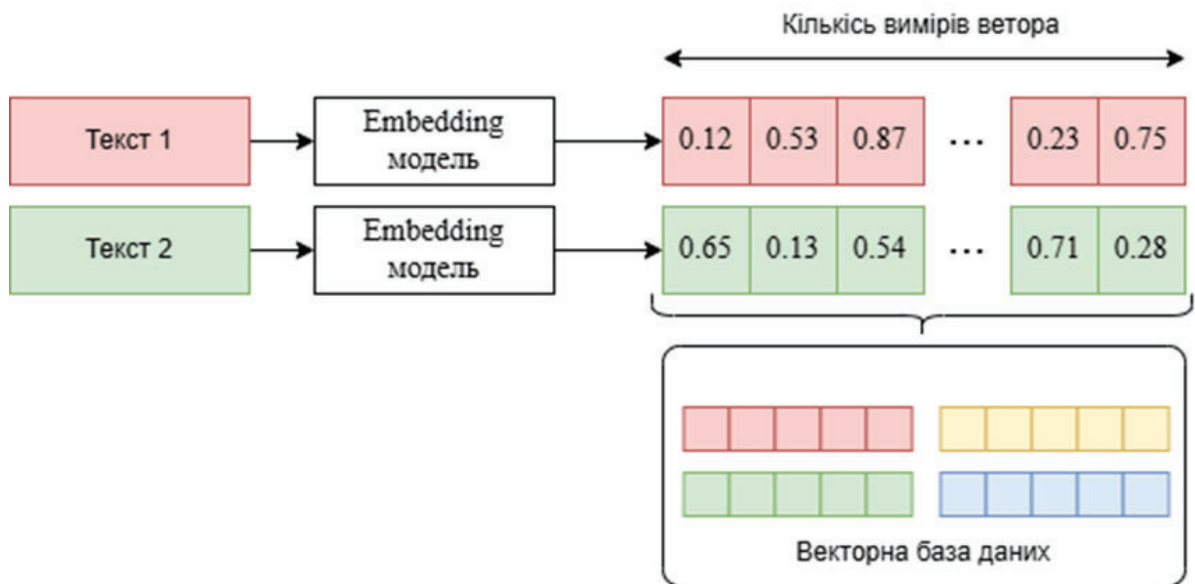 Кількісь вимірів ветора
Текст 1
Embedding
модель
0.12 0.53 0.87 ... 0.23 0.75
Текст 2
Embedding
модель
0.65 0.13 0.54 ... 0.71 0.28
Векторна база даних